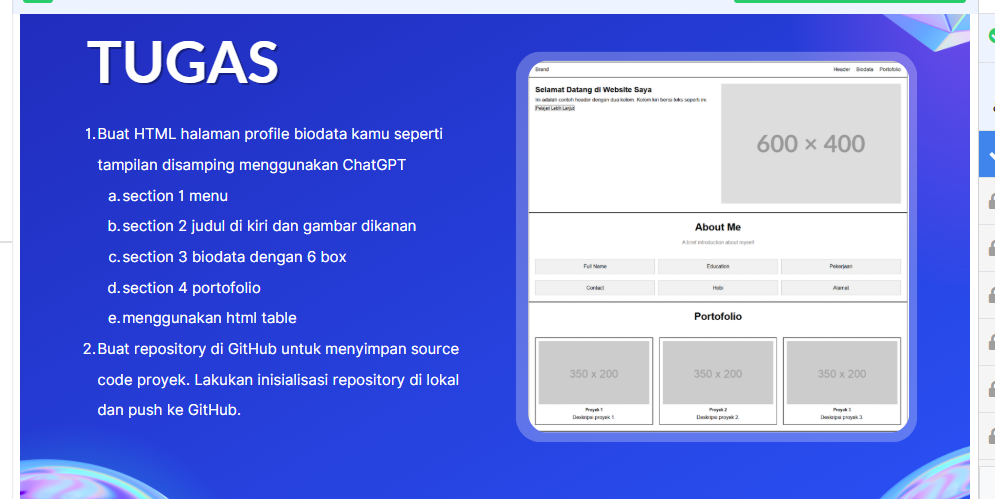 TUGAS
1. Buat HTML halaman profile biodata kamu seperti
tampilan disamping menggunakan ChatGPT
a. section 1 menu
b. section 2 judul di kiri dan gambar dikanan
c. section 3 biodata dengan 6 box
d. section 4 portofolio
e. menggunakan html table
2. Buat repository di GitHub untuk menyimpan source
code proyek. Lakukan inisialisasi repository di lokal
dan push ke GitHub.
Brand Header Biodata Portofolio
Selamat Datang di Website Saya
Ini adalah contoh header dengan dua kolom. Kolom kiri berisi teks seperti ini.
Pelajari Lebih Lanjut
600 × 400
About Me
A brief introduction about myself
Full Name Education Pekerjaan
Contact Hobi Alamat
Portofolio
350 x 200 350 x 200 350 x 200
Proyek 1 Proyek 2 Proyek 3
Deskripsi proyek 1. Deskripsi proyek 2. Deskripsi proyek 3.